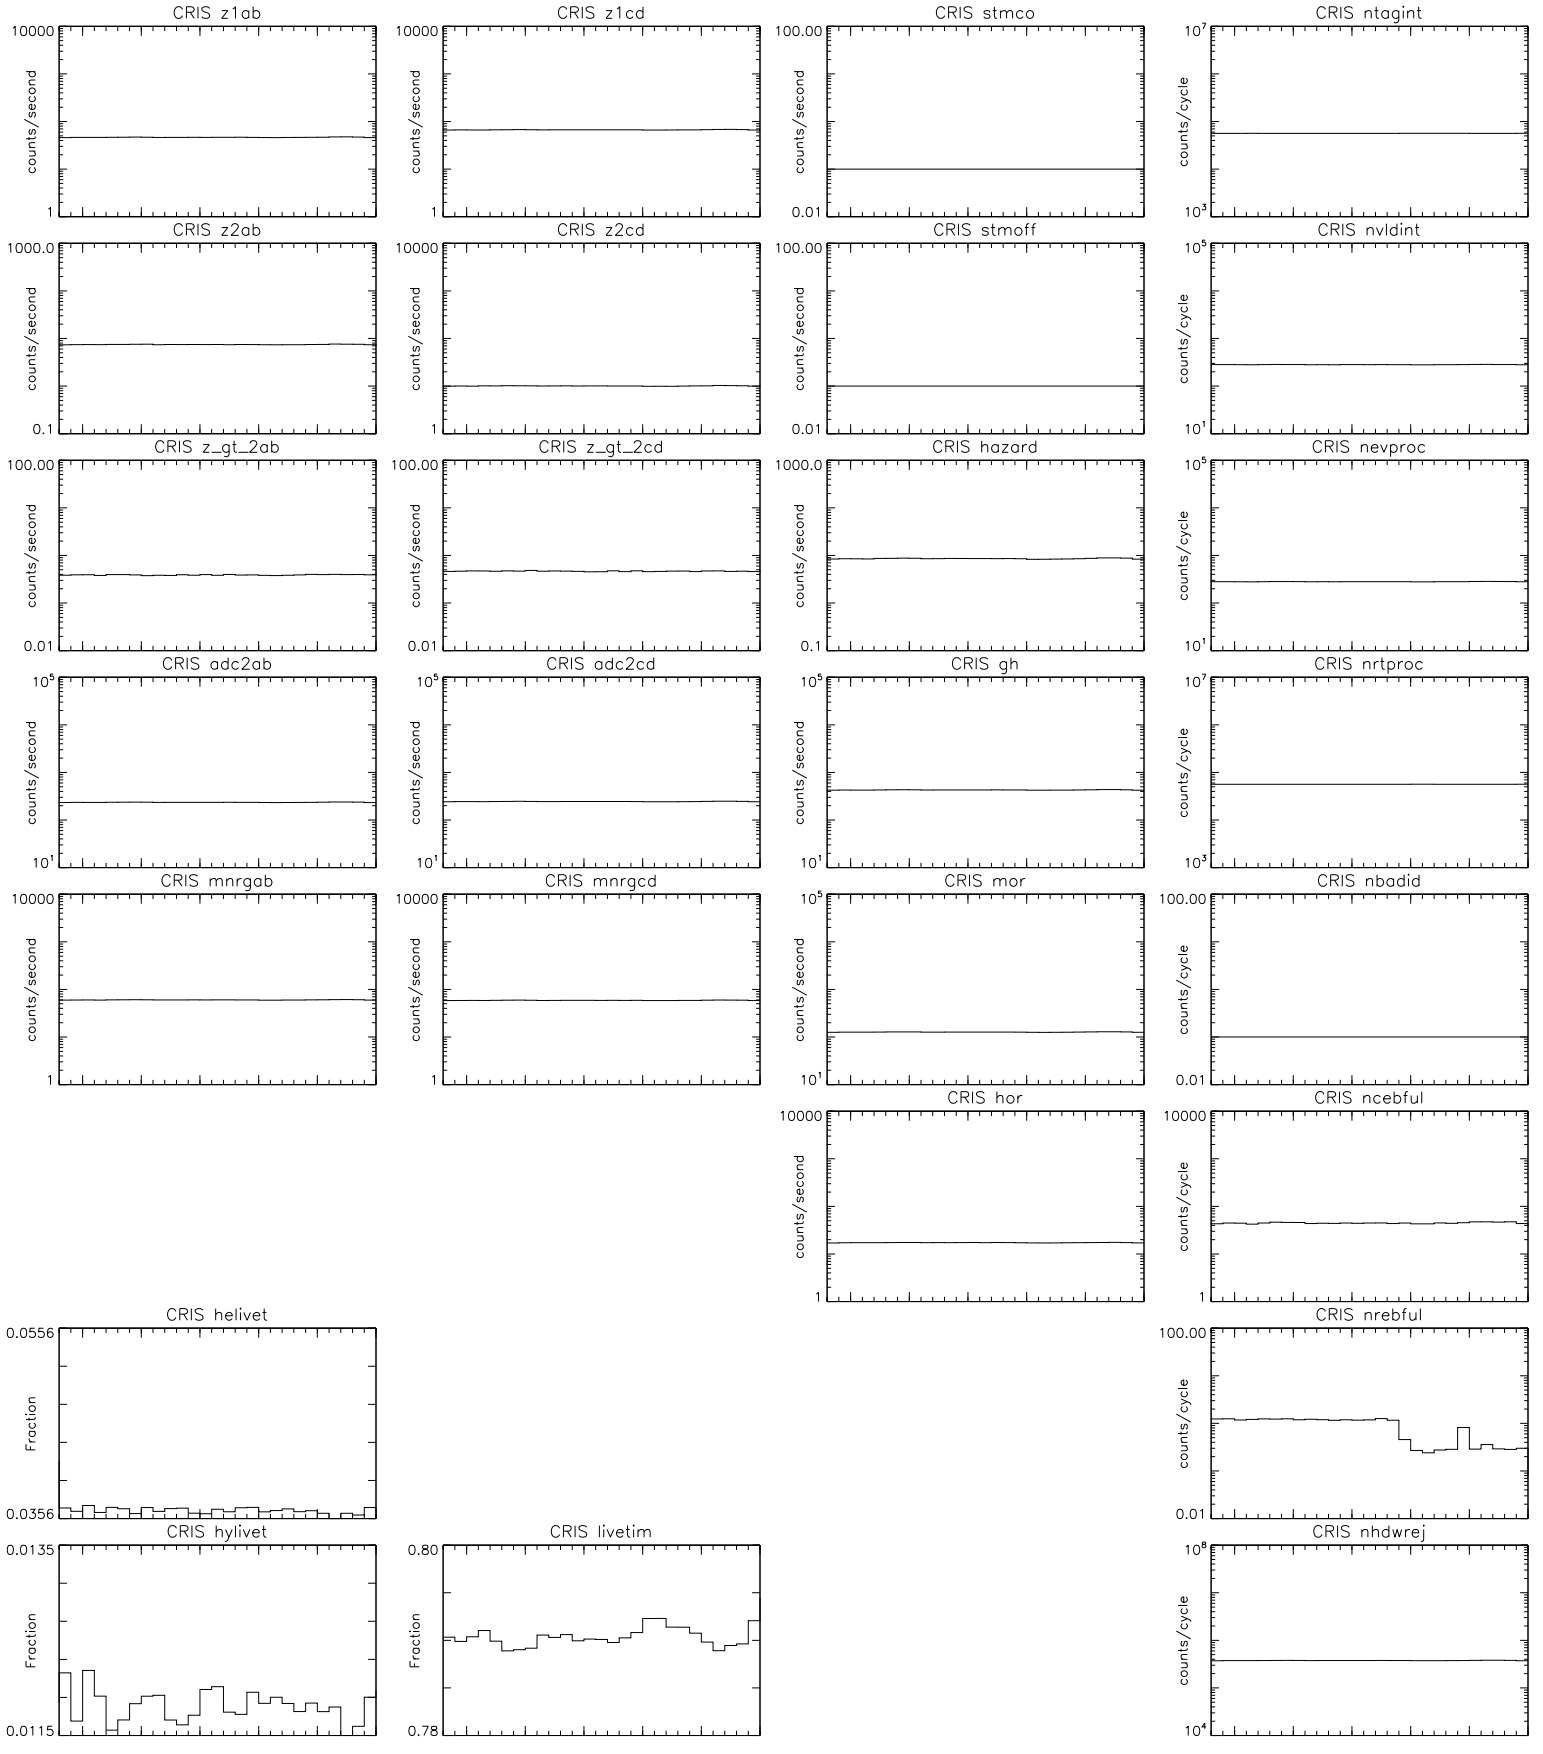 CRIS z1ab
10000
counts/second
1
CRIS z1cd
10000
counts/second
1
CRIS stmco
100.00
counts/second
0.01
CRIS ntagint
10⁷
counts/cycle
10³
CRIS z2ab
1000.0
counts/second
0.1
CRIS z2cd
10000
counts/second
1
CRIS stmoff
100.00
counts/second
0.01
CRIS nvldint
10⁵
counts/cycle
10¹
CRIS z_gt_2ab
100.00
counts/second
0.01
CRIS z_gt_2cd
100.00
counts/second
0.01
CRIS hazard
1000.0
counts/second
0.1
CRIS nevproc
10⁵
counts/cycle
10¹
CRIS adc2ab
10⁵
counts/second
10¹
CRIS adc2cd
10⁵
counts/second
10¹
CRIS gh
10⁵
counts/second
10¹
CRIS nrtproc
10⁷
counts/cycle
10³
CRIS mnrgab
10000
counts/second
1
CRIS mnrgcd
10000
counts/second
1
CRIS mor
10⁵
counts/second
10¹
CRIS nbadid
100.00
counts/cycle
0.01
CRIS hor
10000
counts/second
1
CRIS ncebful
10000
counts/cycle
1
CRIS helivet
0.0556
Fraction
0.0356
CRIS nrebful
100.00
counts/cycle
0.01
CRIS hylivet
0.0135
Fraction
0.0115
CRIS livetim
0.80
Fraction
0.78
CRIS nhdwrej
10⁸
counts/cycle
10⁴